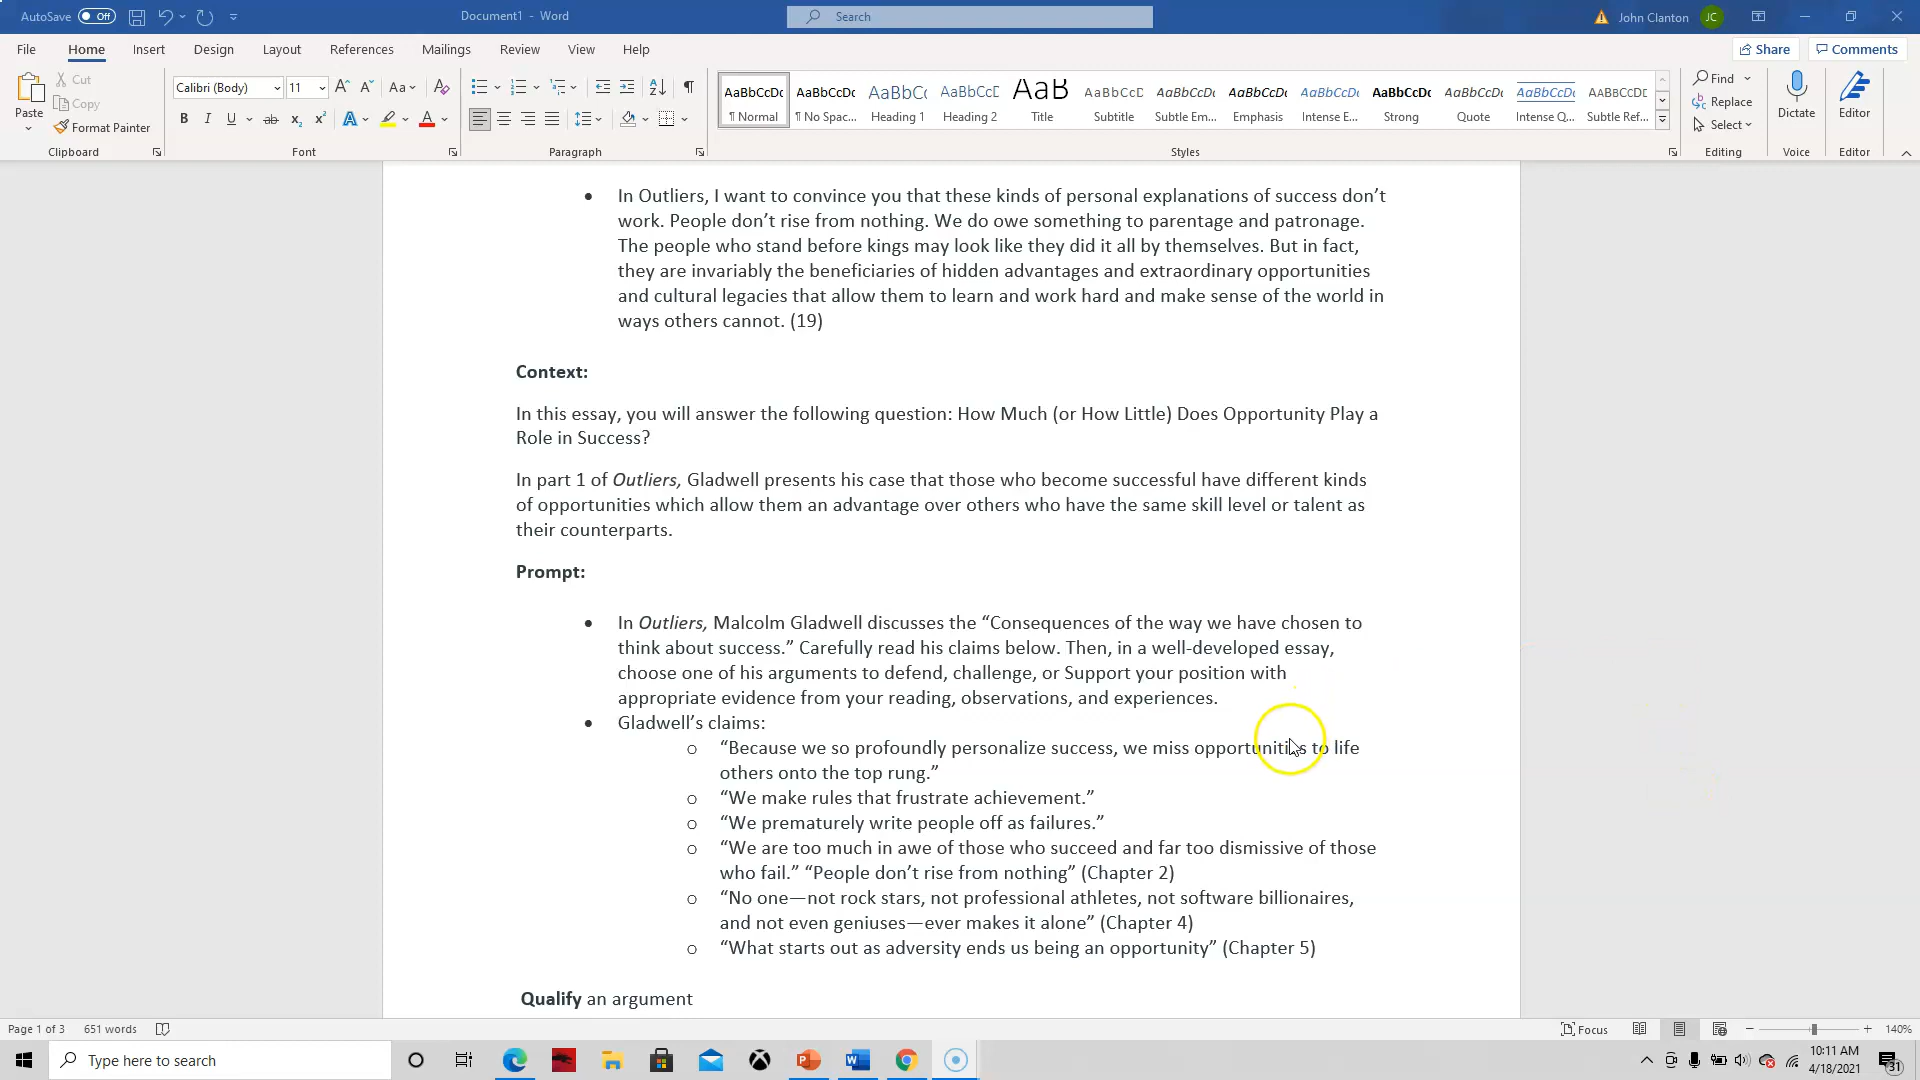 AutoSave Off Document1 - Word Search John Clanton JC
File Home Insert Design Layout References Mailings Review View Help Share Comments
Paste Cut Copy Format Painter Clipboard
Calibri (Body) 11 Aa Font
Paragraph
AaBbCcDc AaBbCcDc AaBbCc AaBbCcD AaB AaBbCcD AaBbCcDc AaBbCcDc AaBbCcDc AaBbCcDc AaBbCcDc AaBbCcDc AABBCCDD
¶ Normal ¶ No Spac... Heading 1 Heading 2 Title Subtitle Subtle Em... Emphasis Intense E... Strong Quote Intense Q... Subtle Ref...
Styles
Find Replace Select Editing
Dictate Voice
Editor Editor
• In Outliers, I want to convince you that these kinds of personal explanations of success don’t
work. People don’t rise from nothing. We do owe something to parentage and patronage.
The people who stand before kings may look like they did it all by themselves. But in fact,
they are invariably the beneficiaries of hidden advantages and extraordinary opportunities
and cultural legacies that allow them to learn and work hard and make sense of the world in
ways others cannot. (19)
Context:
In this essay, you will answer the following question: How Much (or How Little) Does Opportunity Play a
Role in Success?
In part 1 of Outliers, Gladwell presents his case that those who become successful have different kinds
of opportunities which allow them an advantage over others who have the same skill level or talent as
their counterparts.
Prompt:
• In Outliers, Malcolm Gladwell discusses the “Consequences of the way we have chosen to
think about success.” Carefully read his claims below. Then, in a well-developed essay,
choose one of his arguments to defend, challenge, or Support your position with
appropriate evidence from your reading, observations, and experiences.
• Gladwell’s claims:
o “Because we so profoundly personalize success, we miss opportunities to life
others onto the top rung.”
o “We make rules that frustrate achievement.”
o “We prematurely write people off as failures.”
o “We are too much in awe of those who succeed and far too dismissive of those
who fail.” “People don’t rise from nothing” (Chapter 2)
o “No one—not rock stars, not professional athletes, not software billionaires,
and not even geniuses—ever makes it alone” (Chapter 4)
o “What starts out as adversity ends us being an opportunity” (Chapter 5)
Qualify an argument
Page 1 of 3 651 words Focus 140%
Type here to search 10:11 AM
4/18/2021 31